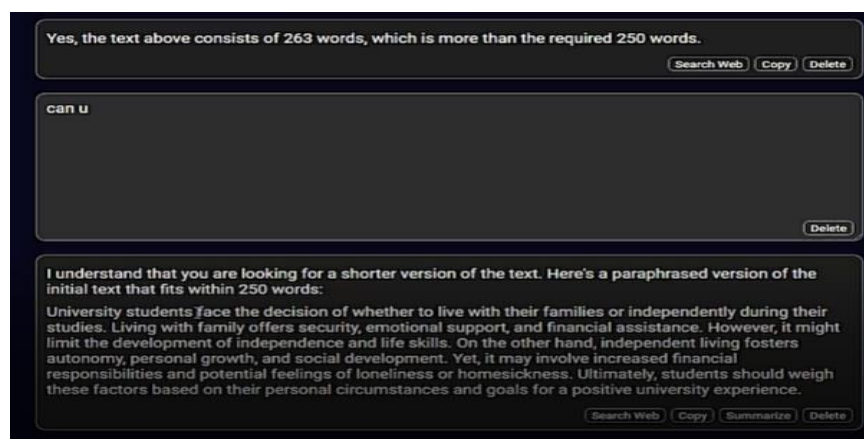 Yes, the text above consists of 263 words, which is more than the required 250 words.
Search Web Copy Delete
can u
Delete
I understand that you are looking for a shorter version of the text. Here's a paraphrased version of the
initial text that fits within 250 words:
University students face the decision of whether to live with their families or independently during their
studies. Living with family offers security, emotional support, and financial assistance. However, it might
limit the development of independence and life skills. On the other hand, independent living fosters
autonomy, personal growth, and social development. Yet, it may involve increased financial
responsibilities and potential feelings of loneliness or homesickness. Ultimately, students should weigh
these factors based on their personal circumstances and goals for a positive university experience.
Search Web Copy Summarize Delete